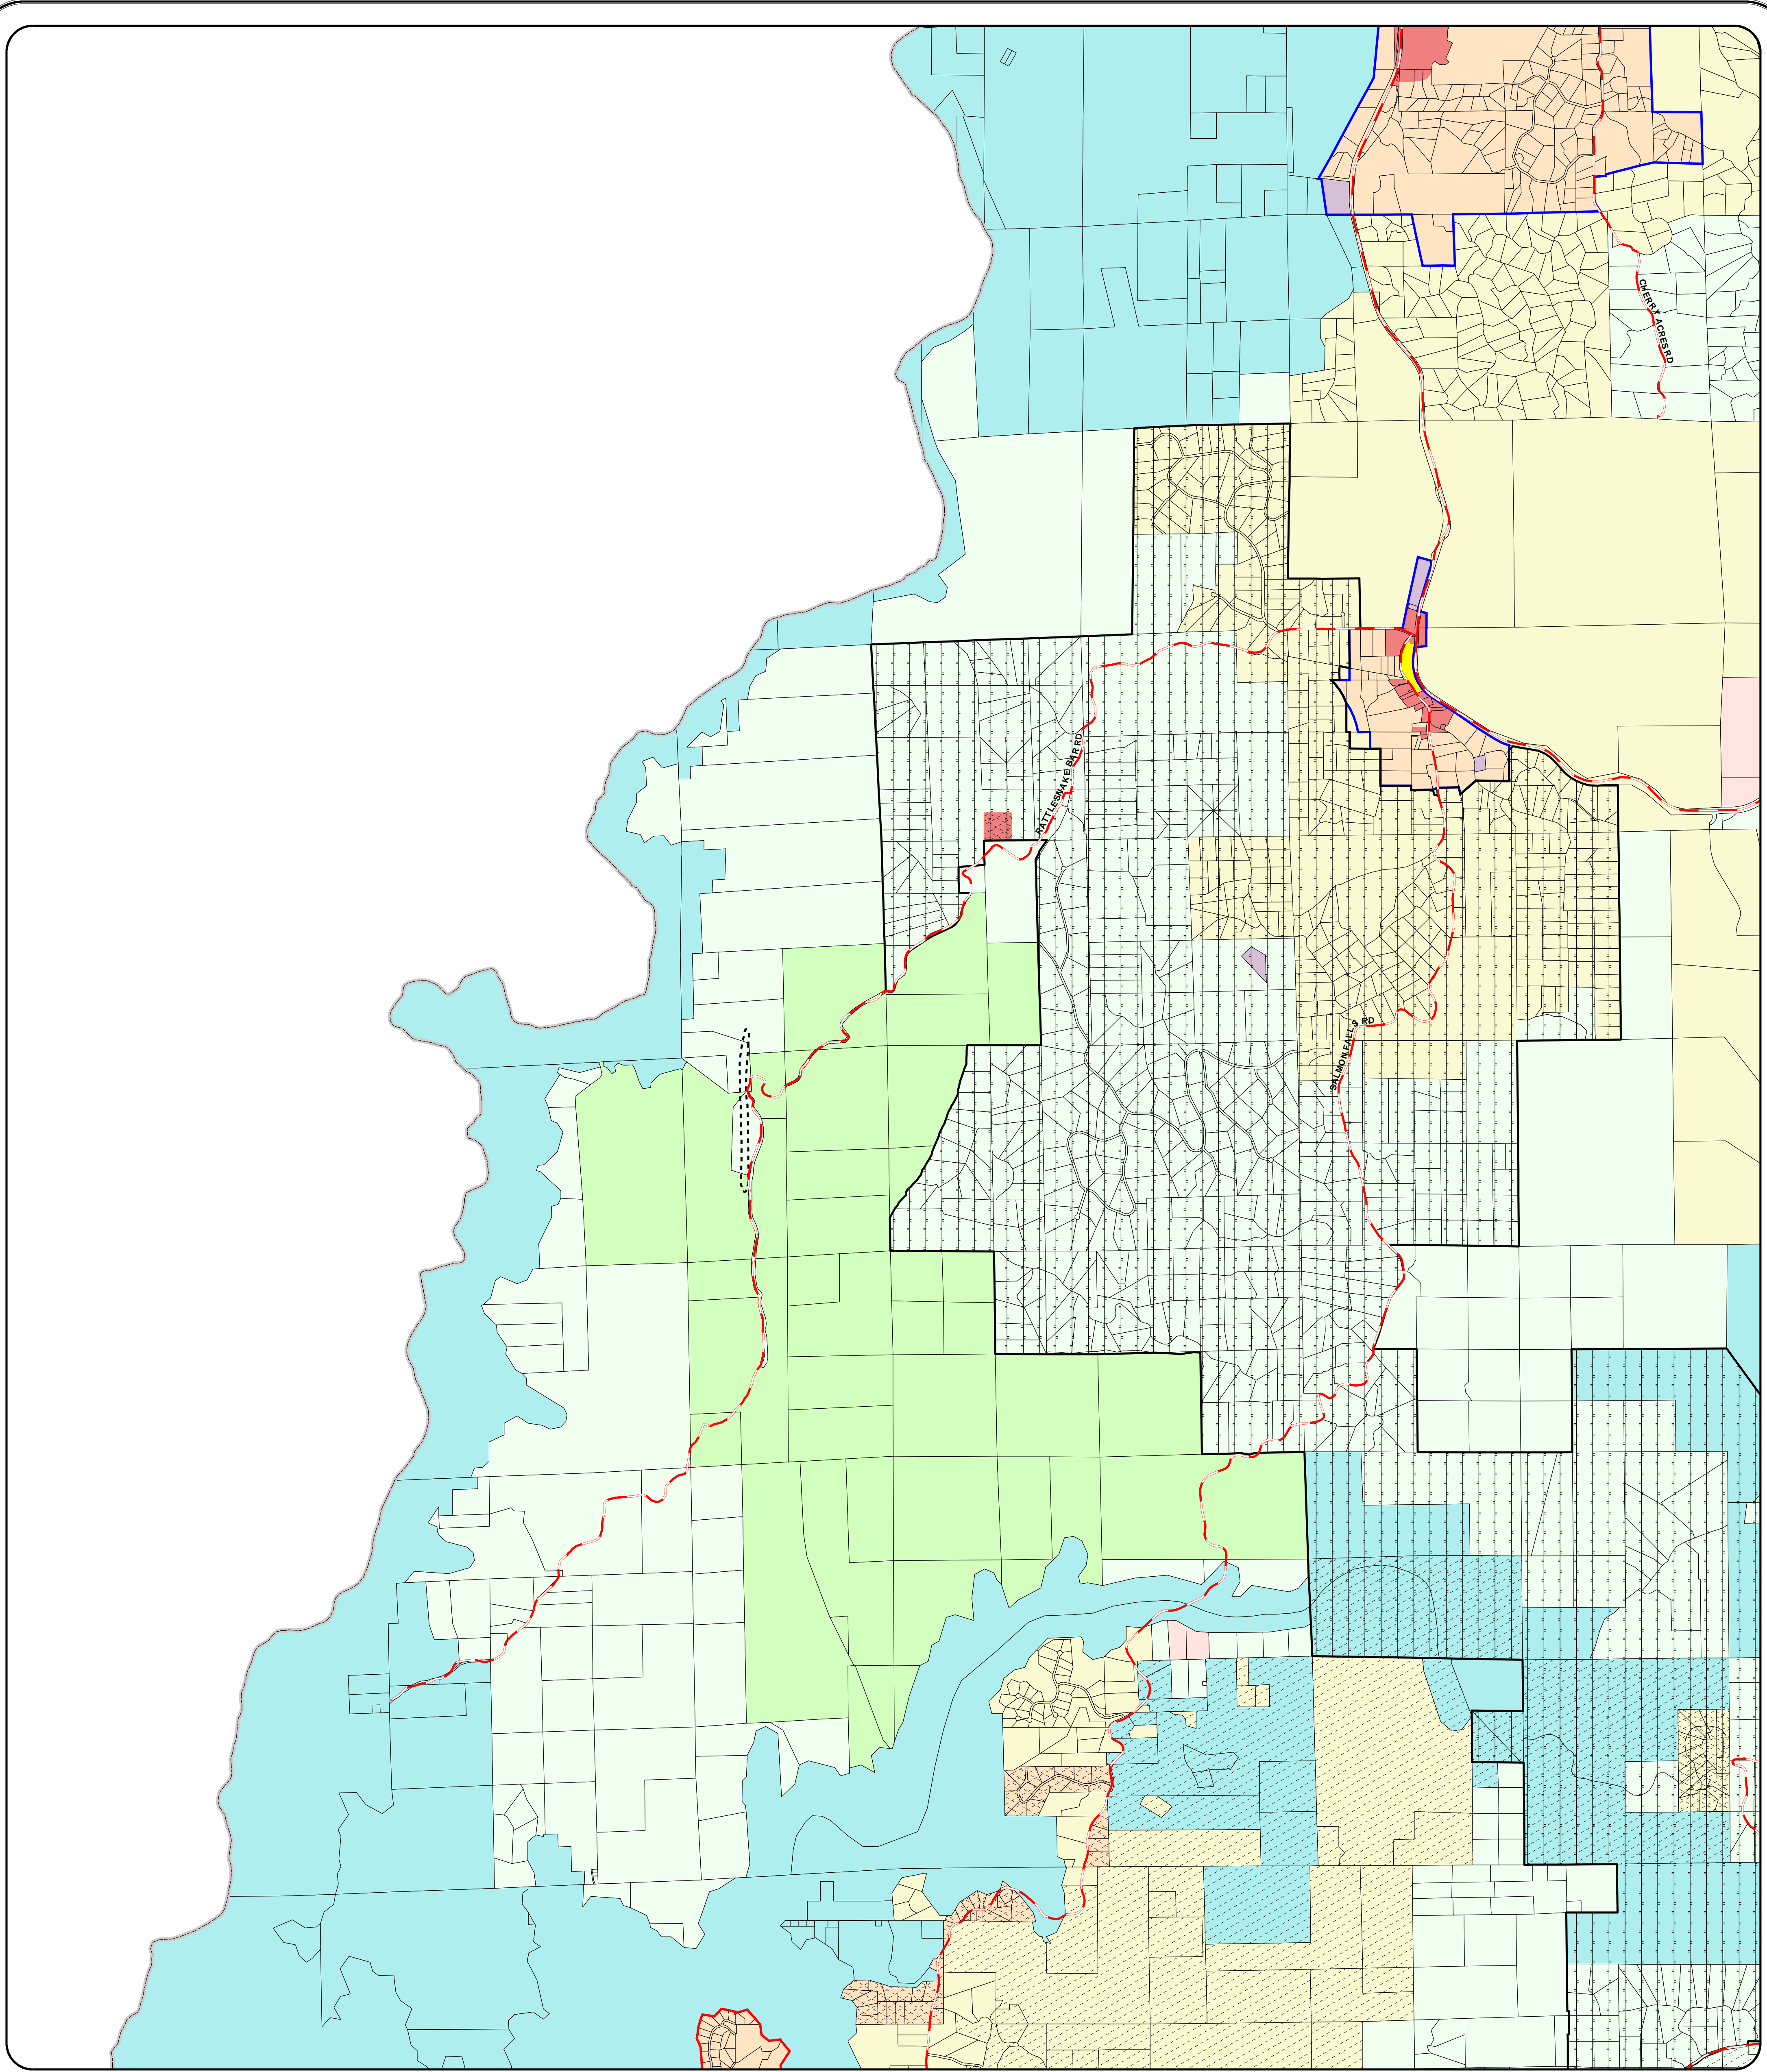 CHERRY ACRES RD
RATTLESNAKE BAR RD
SALMON FALLS RD